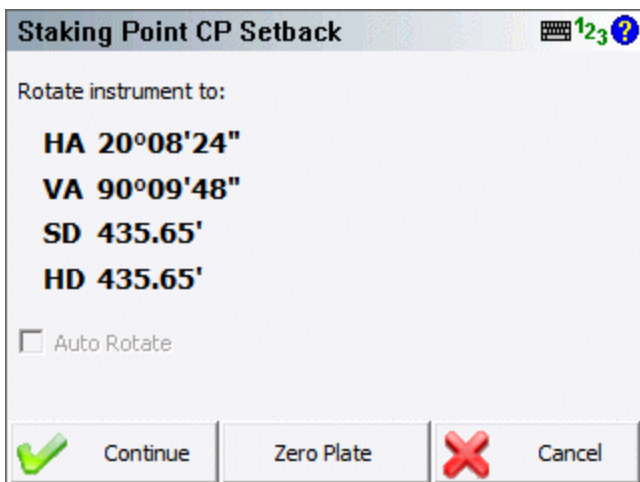 Staking Point CP Setback 123?
Rotate instrument to:
HA 20°08'24"
VA 90°09'48"
SD 435.65'
HD 435.65'
Auto Rotate
Continue Zero Plate Cancel